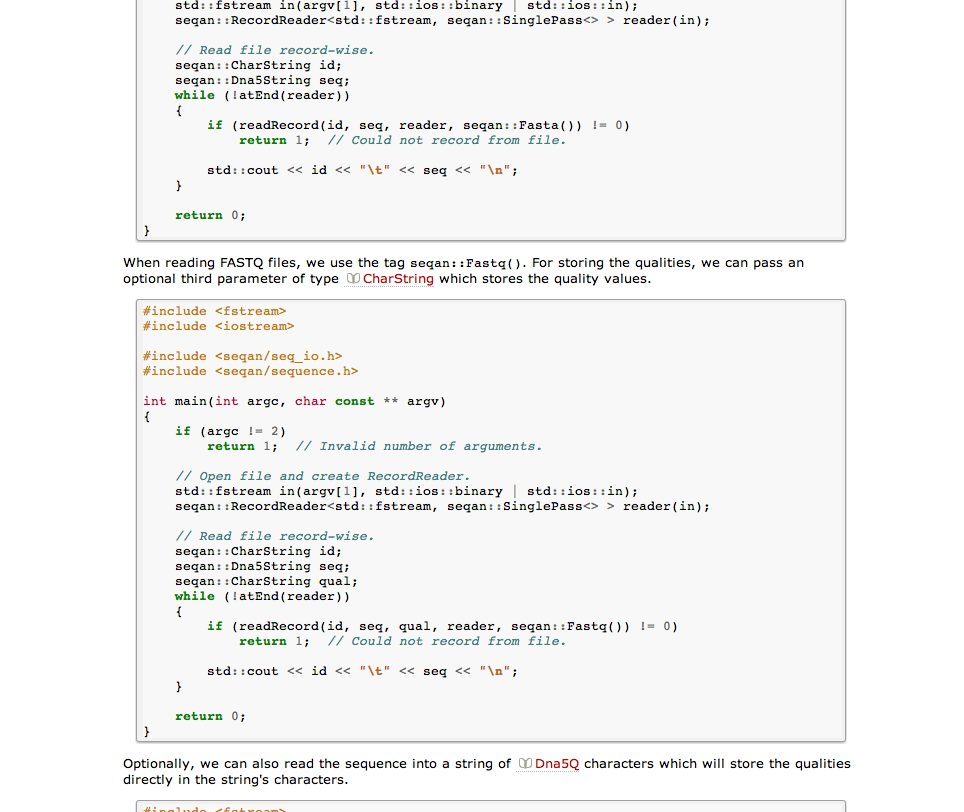 std::fstream in(argv[1], std::ios::binary | std::ios::in);
seqan::RecordReader<std::fstream, seqan::SinglePass<> > reader(in);
// Read file record-wise.
seqan::CharString id;
seqan::Dna5String seq;
while (!atEnd(reader))
{
if (readRecord(id, seq, reader, seqan::Fasta()) != 0)
return 1;  // Could not record from file.
std::cout << id << "\t" << seq << "\n";
}
return 0;
}
When reading FASTQ files, we use the tag seqan::Fastq(). For storing the qualities, we can pass an
optional third parameter of type CharString which stores the quality values.
#include <fstream>
#include <iostream>
#include <seqan/seq_io.h>
#include <seqan/sequence.h>
int main(int argc, char const ** argv)
{
if (argc != 2)
return 1;  // Invalid number of arguments.
// Open file and create RecordReader.
std::fstream in(argv[1], std::ios::binary | std::ios::in);
seqan::RecordReader<std::fstream, seqan::SinglePass<> > reader(in);
// Read file record-wise.
seqan::CharString id;
seqan::Dna5String seq;
seqan::CharString qual;
while (!atEnd(reader))
{
if (readRecord(id, seq, qual, reader, seqan::Fastq()) != 0)
return 1;  // Could not record from file.
std::cout << id << "\t" << seq << "\n";
}
return 0;
}
Optionally, we can also read the sequence into a string of Dna5Q characters which will store the qualities
directly in the string's characters.
#include <fstream>